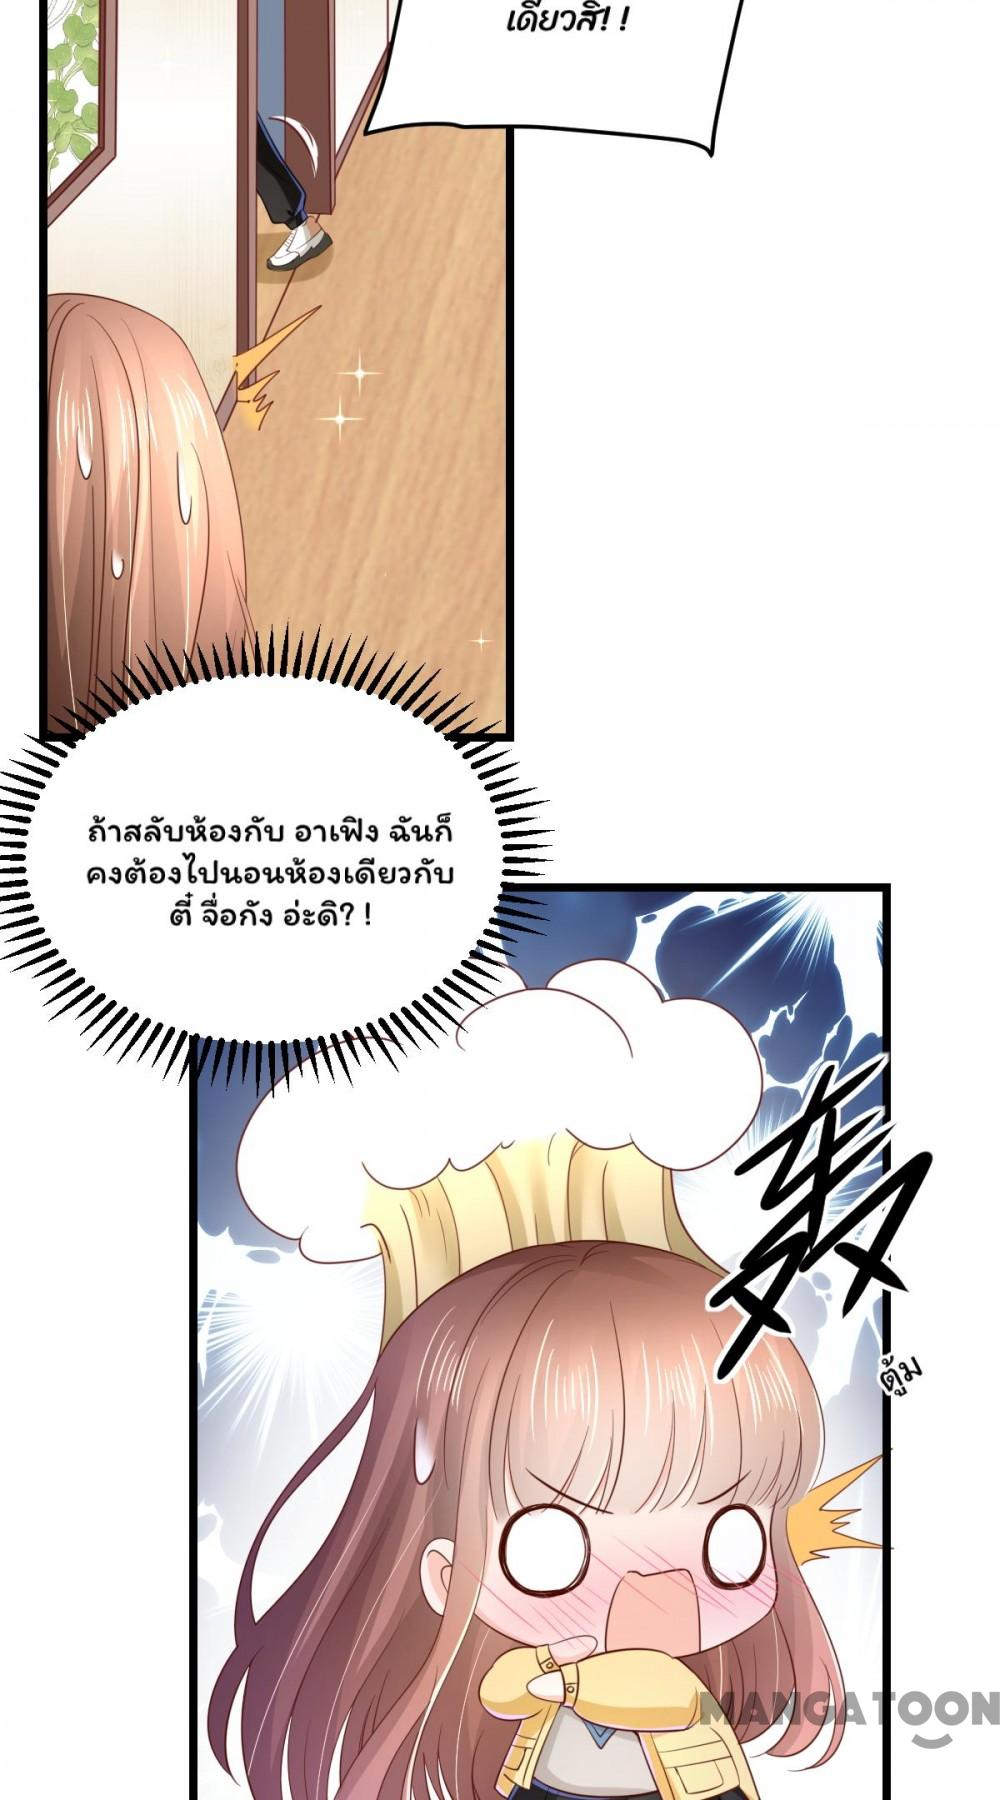 เดียวสิ! !
ถ้าสลับห้องกับ อาเฟิง ฉันก็
คงต้องไปนอนห้องเดียวกับ
ตี๋ จื่อกัง อ่ะดิ? !
轰
ตู้ม
MANGATOON